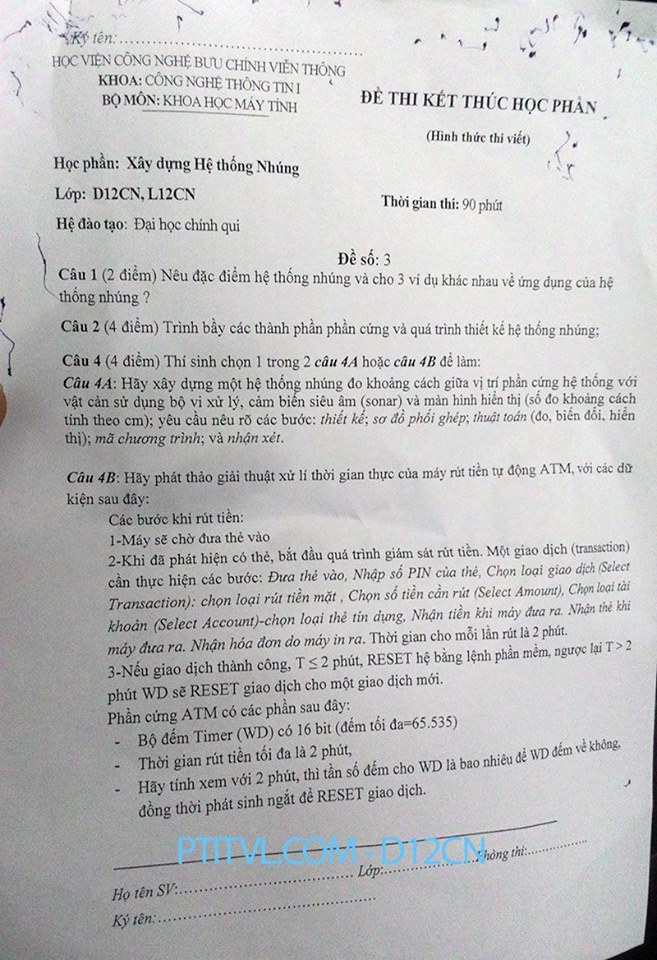 Ký tên:
HỌC VIỆN CÔNG NGHỆ BƯU CHÍNH VIỄN THÔNG
KHOA: CÔNG NGHỆ THÔNG TIN I
BỘ MÔN: KHOA HỌC MÁY TÍNH
ĐỀ THI KẾT THÚC HỌC PHẦN
(Hình thức thi viết)
Học phần: Xây dựng Hệ thống Nhúng
Lớp: D12CN, L12CN
Thời gian thi: 90 phút
Hệ đào tạo: Đại học chính qui
Đề số: 3
Câu 1 (2 điểm) Nêu đặc điểm hệ thống nhúng và cho 3 ví dụ khác nhau về ứng dụng của hệ
thống nhúng ?
Câu 2 (4 điểm) Trình bầy các thành phần phần cứng và quá trình thiết kế hệ thống nhúng;
Câu 4 (4 điểm) Thí sinh chọn 1 trong 2 câu 4A hoặc câu 4B để làm:
Câu 4A: Hãy xây dựng một hệ thống nhúng đo khoảng cách giữa vị trí phần cứng hệ thống với
vật cản sử dụng bộ vi xử lý, cảm biến siêu âm (sonar) và màn hình hiển thị (số đo khoảng cách
tính theo cm); yêu cầu nêu rõ các bước: thiết kế; sơ đồ phối ghép; thuật toán (đo, biến đổi, hiển
thị); mã chương trình; và nhận xét.
Câu 4B: Hãy phát thảo giải thuật xử lí thời gian thực của máy rút tiền tự động ATM, với các dữ
kiện sau đây:
Các bước khi rút tiền:
1-Máy sẽ chờ đưa thẻ vào
2-Khi đã phát hiện có thẻ, bắt đầu quá trình giám sát rút tiền. Một giao dịch (transaction)
cần thực hiện các bước: Đưa thẻ vào, Nhập số PIN của thẻ, Chọn loại giao dịch (Select
Transaction): chọn loại rút tiền mặt , Chọn số tiền cần rút (Select Amount), Chọn loại tài
khoản (Select Account)-chọn loại thẻ tín dụng, Nhận tiền khi máy đưa ra. Nhận thẻ khi
máy đưa ra. Nhận hóa đơn do máy in ra. Thời gian cho mỗi lần rút là 2 phút.
3-Nếu giao dịch thành công, T ≤ 2 phút, RESET hệ bằng lệnh phần mềm, ngược lại T > 2
phút WD sẽ RESET giao dịch cho một giao dịch mới.
Phần cứng ATM có các phần sau đây:
- Bộ đếm Timer (WD) có 16 bit (đếm tối đa=65.535)
- Thời gian rút tiền tối đa là 2 phút,
- Hãy tính xem với 2 phút, thì tần số đếm cho WD là bao nhiêu để WD đếm về không,
đồng thời phát sinh ngắt để RESET giao dịch.
PTITVL.COM - D12CN
Họ tên SV: Lớp: Phòng thi:
Ký tên: